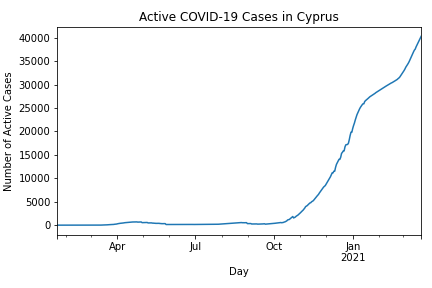 Active COVID-19 Cases in Cyprus
Number of Active Cases
40000
35000
30000
25000
20000
15000
10000
5000
0
Apr
Jul
Oct
Jan
2021
Day